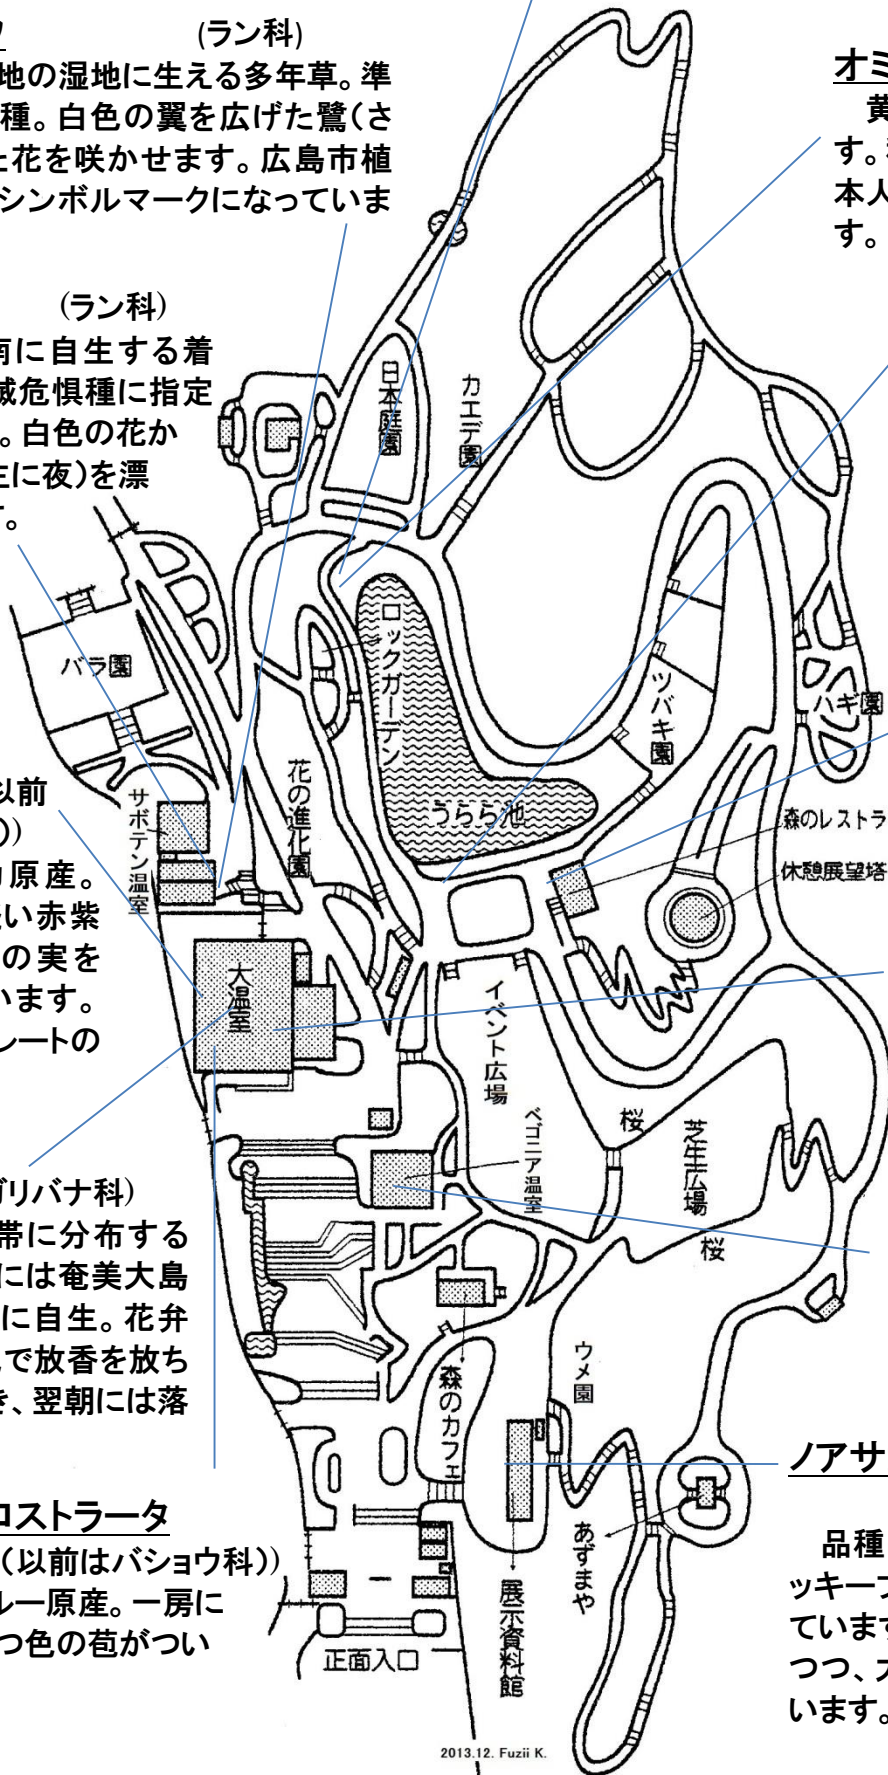 (ラン科)
地の湿地に生える多年草。準
種。白色の翼を広げた鷺(さ
花を咲かせます。広島市植
シンボルマークになっていま
(ラン科)
南に自生する着
滅危惧種に指定
。白色の花か
主に夜)を漂
す。
以前
の)
カ原産。
い赤紫
の実を
います。
レートの
ガリバナ科)
帯に分布する
には奄美大島
に自生。花弁
で放香を放ち
き、翌朝には落
ロストラータ
(以前はバショウ科))
ルー原産。一房に
つ色の苞がつい
オミ
黄
す。
本人
す。
日本庭園
カエデ園
ロックガーデン
バラ園
ツバキ園
ハギ園
花の進化園
うらら池
サボテン温室
森のレストラ
休憩展望塔
大温室
イベント広場
桜
芝生広場
ベゴニア温室
桜
ウメ園
森のカフェ
あずまや
展示資料館
正面入口
ノアサ
品種
ッキーブ
ています
つつ、
います。
2013.12. Fuzii K.